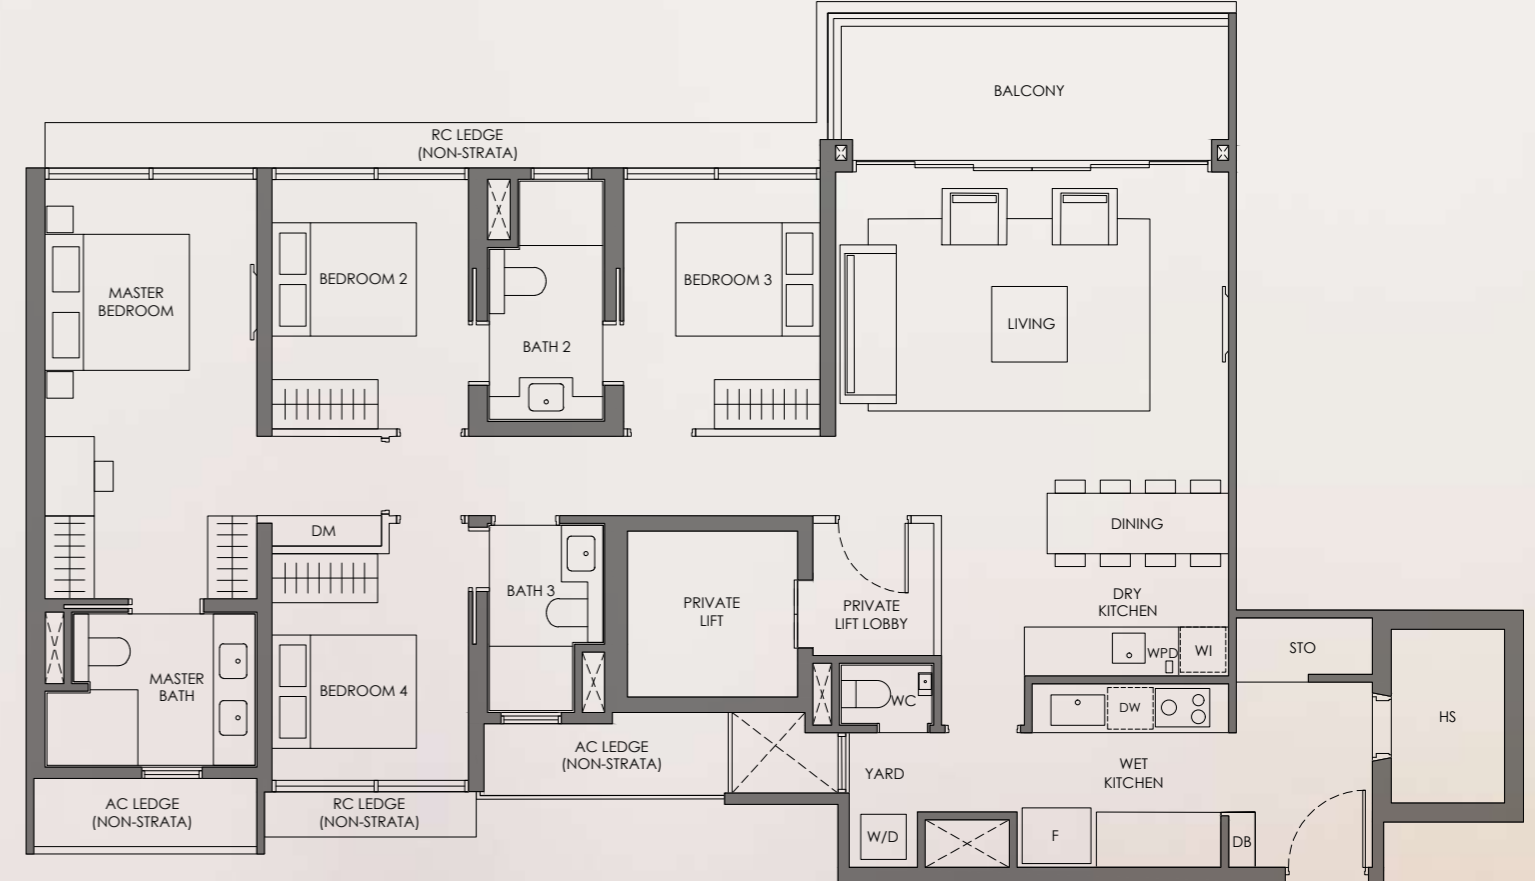 BALCONY
RC LEDGE
(NON-STRATA)
MASTER
BEDROOM
BEDROOM 2
BATH 2
BEDROOM 3
LIVING
DM
BATH 3
PRIVATE
LIFT
PRIVATE
LIFT LOBBY
DINING
DRY
KITCHEN
WPD
WI
STO
MASTER
BATH
BEDROOM 4
WC
DW
HS
AC LEDGE
(NON-STRATA)
YARD
WET
KITCHEN
AC LEDGE
(NON-STRATA)
RC LEDGE
(NON-STRATA)
W/D
F
DB